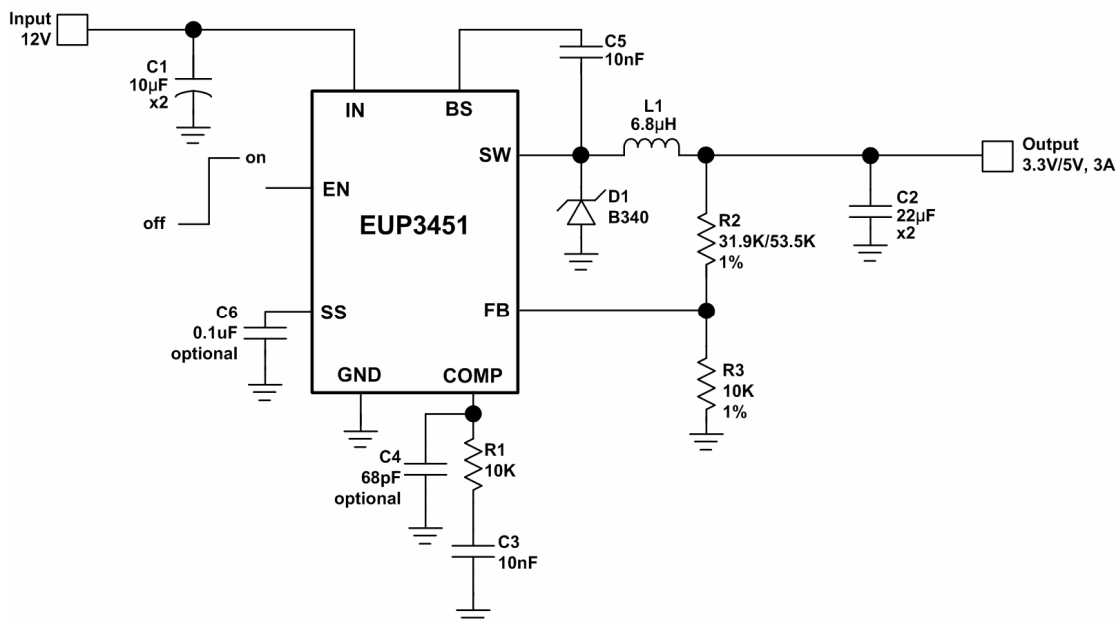 Input
12V
C1
10µF
x2
on
off
IN
BS
EN
SW
EUP3451
SS
FB
GND
COMP
C5
10nF
L1
6.8µH
D1
B340
R2
31.9K/53.5K
1%
Output
3.3V/5V, 3A
C2
22µF
x2
C6
0.1uF
optional
R3
10K
1%
C4
68pF
optional
R1
10K
C3
10nF